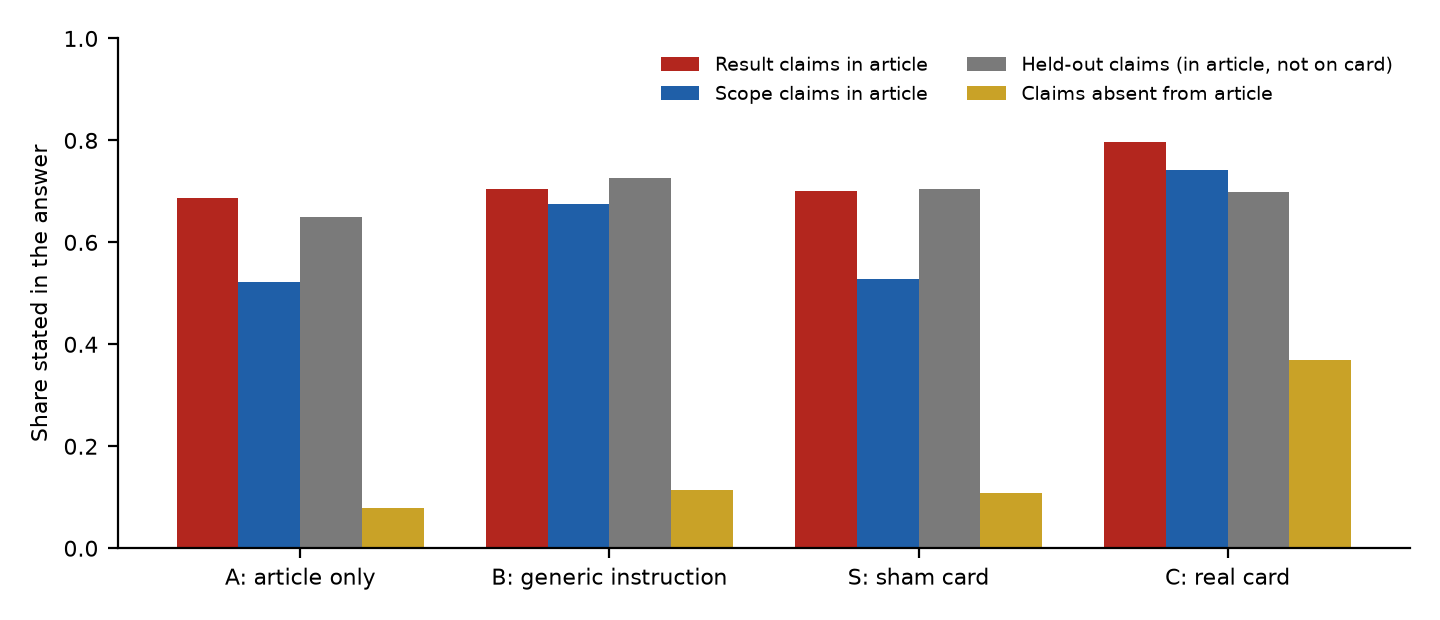 1.0
0.8
0.6
0.4
0.2
0.0
Share stated in the answer
Result claims in article
Scope claims in article
Held-out claims (in article, not on card)
Claims absent from article
A: article only
B: generic instruction
S: sham card
C: real card